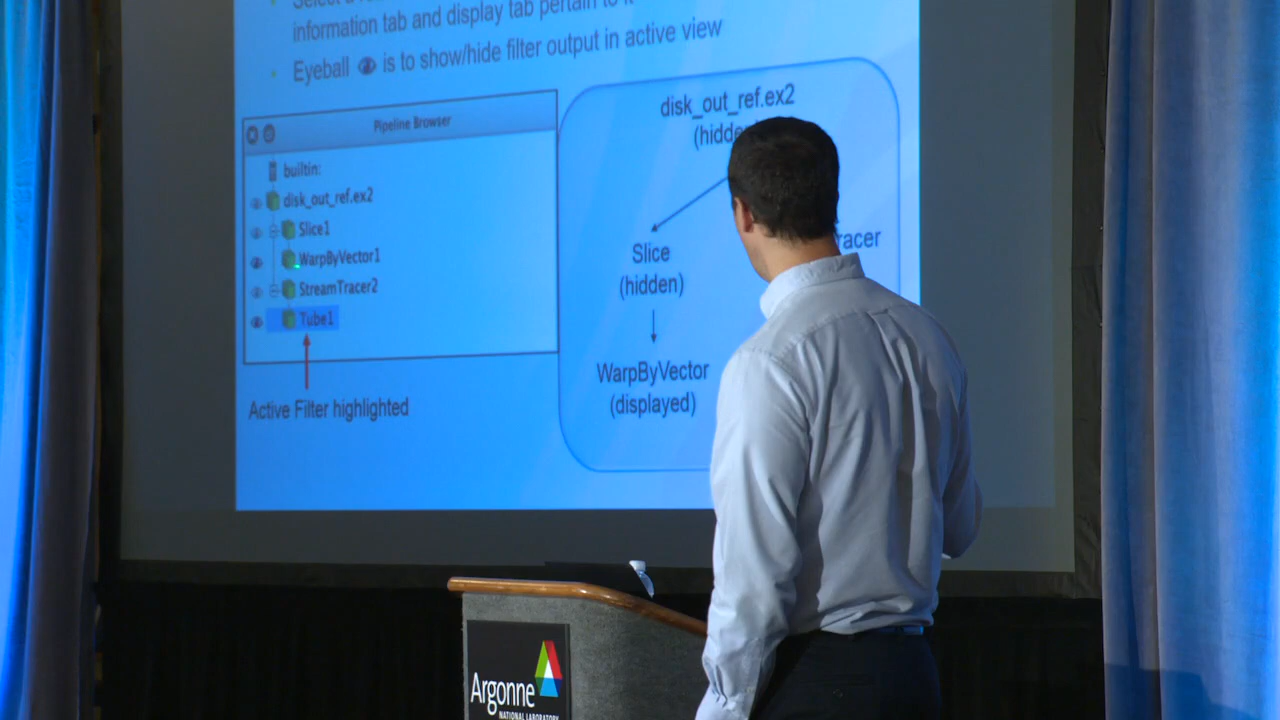 information tab and display tab pertain to it
Eyeball is to show/hide filter output in active view
Pipeline Browser
builtin:
disk_out_ref.ex2
Slice1
WarpByVector1
StreamTracer2
Tube1
Active Filter highlighted
disk_out_ref.ex2
(hidde
Slice
(hidden)
racer
WarpByVector
(displayed)
Argonne
NATIONAL LABORATORY